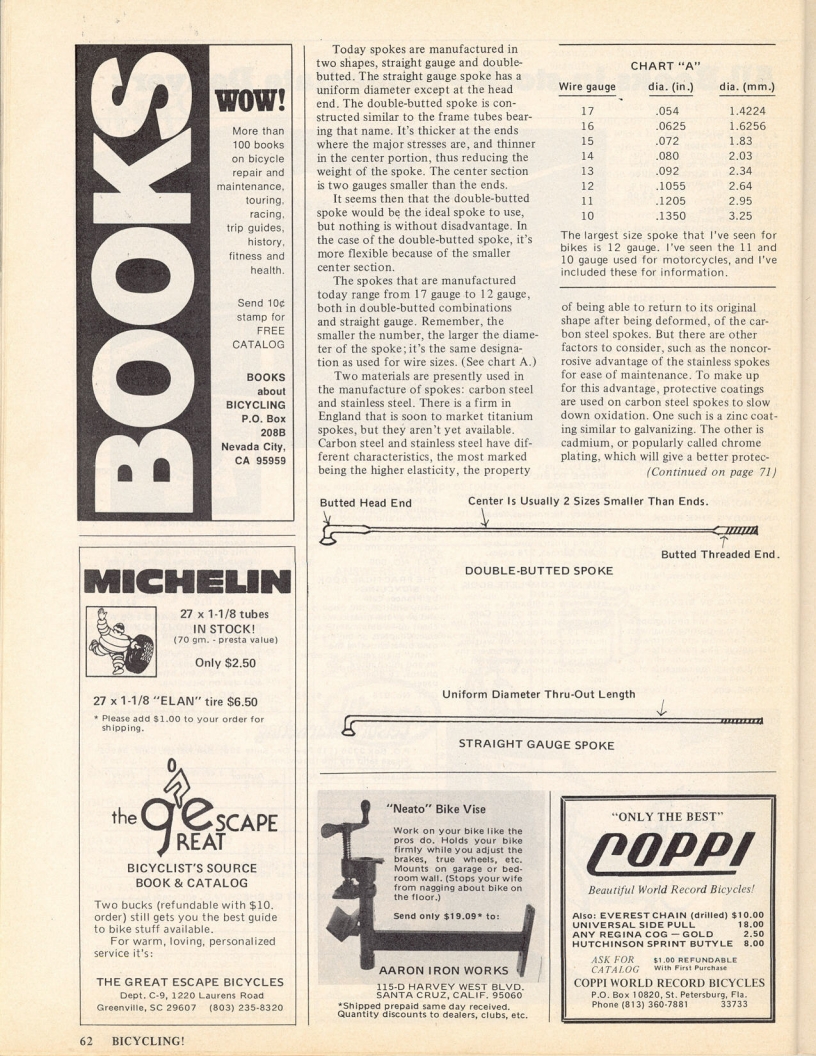 BOOKS
WOW!
More than
100 books
on bicycle
repair and
maintenance,
touring.
racing.
trip guides,
history,
fitness and
health.
Send 10¢
stamp for
FREE
CATALOG
BOOKS
about
BICYCLING
P.O. Box
208B
Nevada City,
CA 95959
MICHELIN
27 x 1-1/8 tubes
IN STOCK!
(70 gm. - presta value)
Only $2.50
27 x 1-1/8 "ELAN" tire $6.50
* Please add $1.00 to your order for
shipping.
the gREAT eSCAPE
BICYCLIST'S SOURCE
BOOK & CATALOG
Two bucks (refundable with $10.
order) still gets you the best guide
to bike stuff available.
For warm, loving, personalized
service it's:
THE GREAT ESCAPE BICYCLES
Dept. C-9, 1220 Laurens Road
Greenville, SC 29607 (803) 235-8320
Today spokes are manufactured in
two shapes, straight gauge and double-
butted. The straight gauge spoke has a
uniform diameter except at the head
end. The double-butted spoke is con-
structed similar to the frame tubes bear-
ing that name. It's thicker at the ends
where the major stresses are, and thinner
in the center portion, thus reducing the
weight of the spoke. The center section
is two gauges smaller than the ends.
It seems then that the double-butted
spoke would be the ideal spoke to use,
but nothing is without disadvantage. In
the case of the double-butted spoke, it's
more flexible because of the smaller
center section.
The spokes that are manufactured
today range from 17 gauge to 12 gauge,
both in double-butted combinations
and straight gauge. Remember, the
smaller the number, the larger the diame-
ter of the spoke; it's the same designa-
tion as used for wire sizes. (See chart A.)
Two materials are presently used in
the manufacture of spokes: carbon steel
and stainless steel. There is a firm in
England that is soon to market titanium
spokes, but they aren't yet available.
Carbon steel and stainless steel have dif-
ferent characteristics, the most marked
being the higher elasticity, the property
CHART "A"
Wire gauge dia. (in.) dia. (mm.)
17 .054 1.4224
16 .0625 1.6256
15 .072 1.83
14 .080 2.03
13 .092 2.34
12 .1055 2.64
11 .1205 2.95
10 .1350 3.25
The largest size spoke that I've seen for
bikes is 12 gauge. I've seen the 11 and
10 gauge used for motorcycles, and I've
included these for information.
of being able to return to its original
shape after being deformed, of the car-
bon steel spokes. But there are other
factors to consider, such as the noncor-
rosive advantage of the stainless spokes
for ease of maintenance. To make up
for this advantage, protective coatings
are used on carbon steel spokes to slow
down oxidation. One such is a zinc coat-
ing similar to galvanizing. The other is
cadmium, or popularly called chrome
plating, which will give a better protec-
(Continued on page 71)
Butted Head End
Center Is Usually 2 Sizes Smaller Than Ends.
Butted Threaded End.
DOUBLE-BUTTED SPOKE
Uniform Diameter Thru-Out Length
STRAIGHT GAUGE SPOKE
"Neato" Bike Vise
Work on your bike like the
pros do. Holds your bike
firmly while you adjust the
brakes, true wheels, etc.
Mounts on garage or bed-
room wall. (Stops your wife
from nagging about bike on
the floor.)
Send only $19.09* to:
AARON IRON WORKS
115-D HARVEY WEST BLVD.
SANTA CRUZ, CALIF. 95060
*Shipped prepaid same day received.
Quantity discounts to dealers, clubs, etc.
"ONLY THE BEST"
COPPI
Beautiful World Record Bicycles!
Also: EVEREST CHAIN (drilled) $10.00
UNIVERSAL SIDE PULL 18.00
ANY REGINA COG — GOLD 2.50
HUTCHINSON SPRINT BUTYLE 8.00
ASK FOR $1.00 REFUNDABLE
CATALOG With First Purchase
COPPI WORLD RECORD BICYCLES
P.O. Box 10820, St. Petersburg, Fla.
Phone (813) 360-7881 33733
62 BICYCLING!